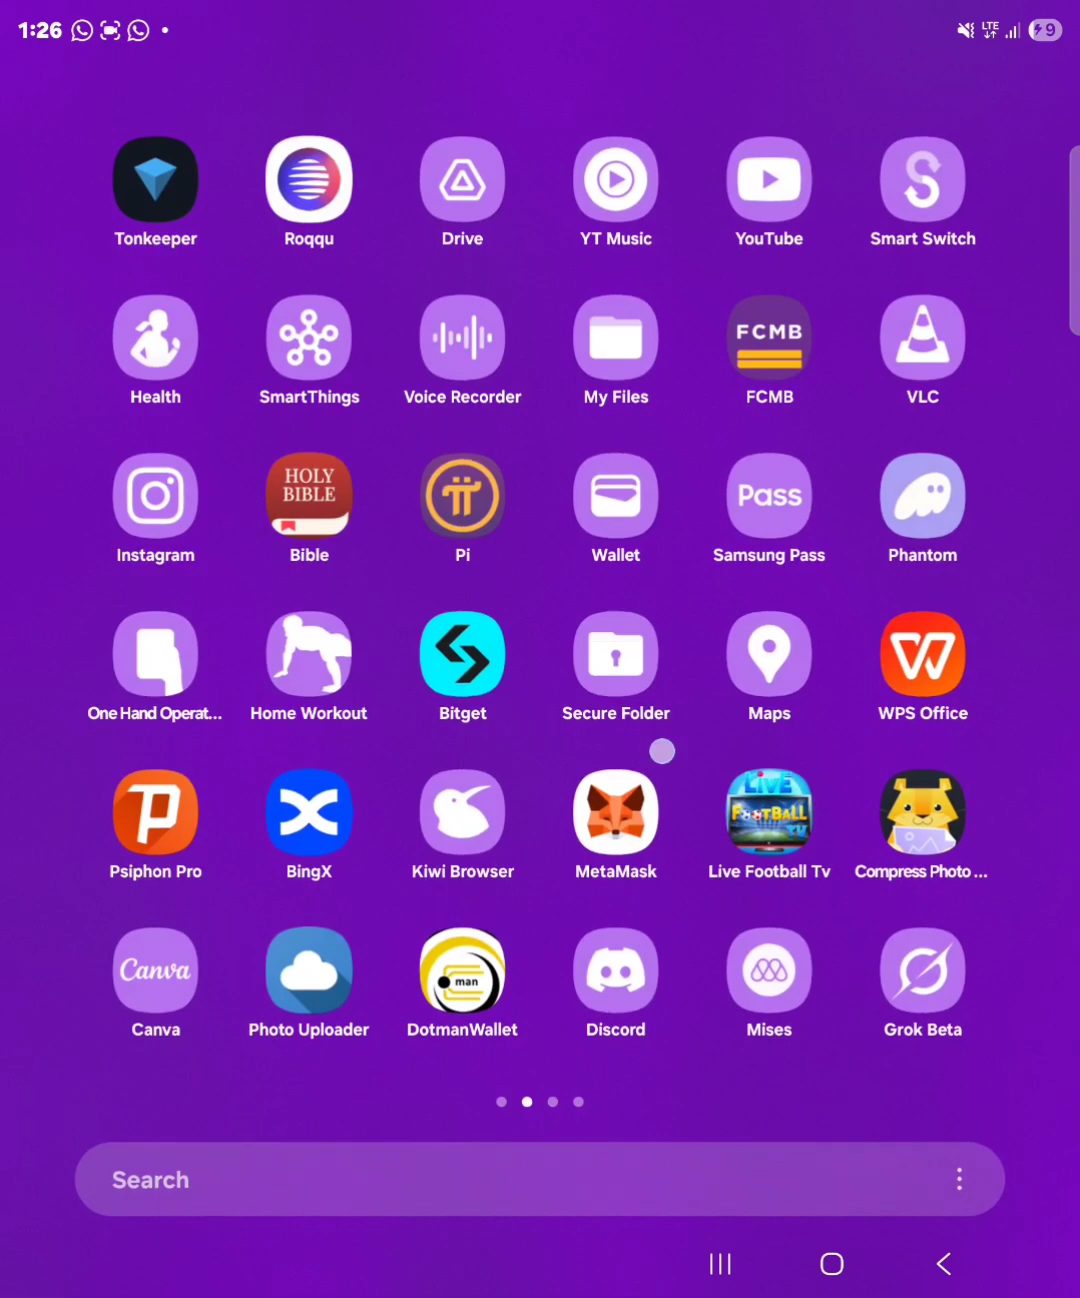 1:26
LTE
9
Tonkeeper Roqqu Drive YT Music YouTube Smart Switch
FCMB
Health SmartThings Voice Recorder My Files FCMB VLC
HOLY
BIBLE
Pass
Instagram Bible Pi Wallet Samsung Pass Phantom
One Hand Operat... Home Workout Bitget Secure Folder Maps WPS Office
LIVE
FOOTBALL
TV
Psiphon Pro BingX Kiwi Browser MetaMask Live Football Tv Compress Photo ...
Canva
man
Canva Photo Uploader DotmanWallet Discord Mises Grok Beta
Search